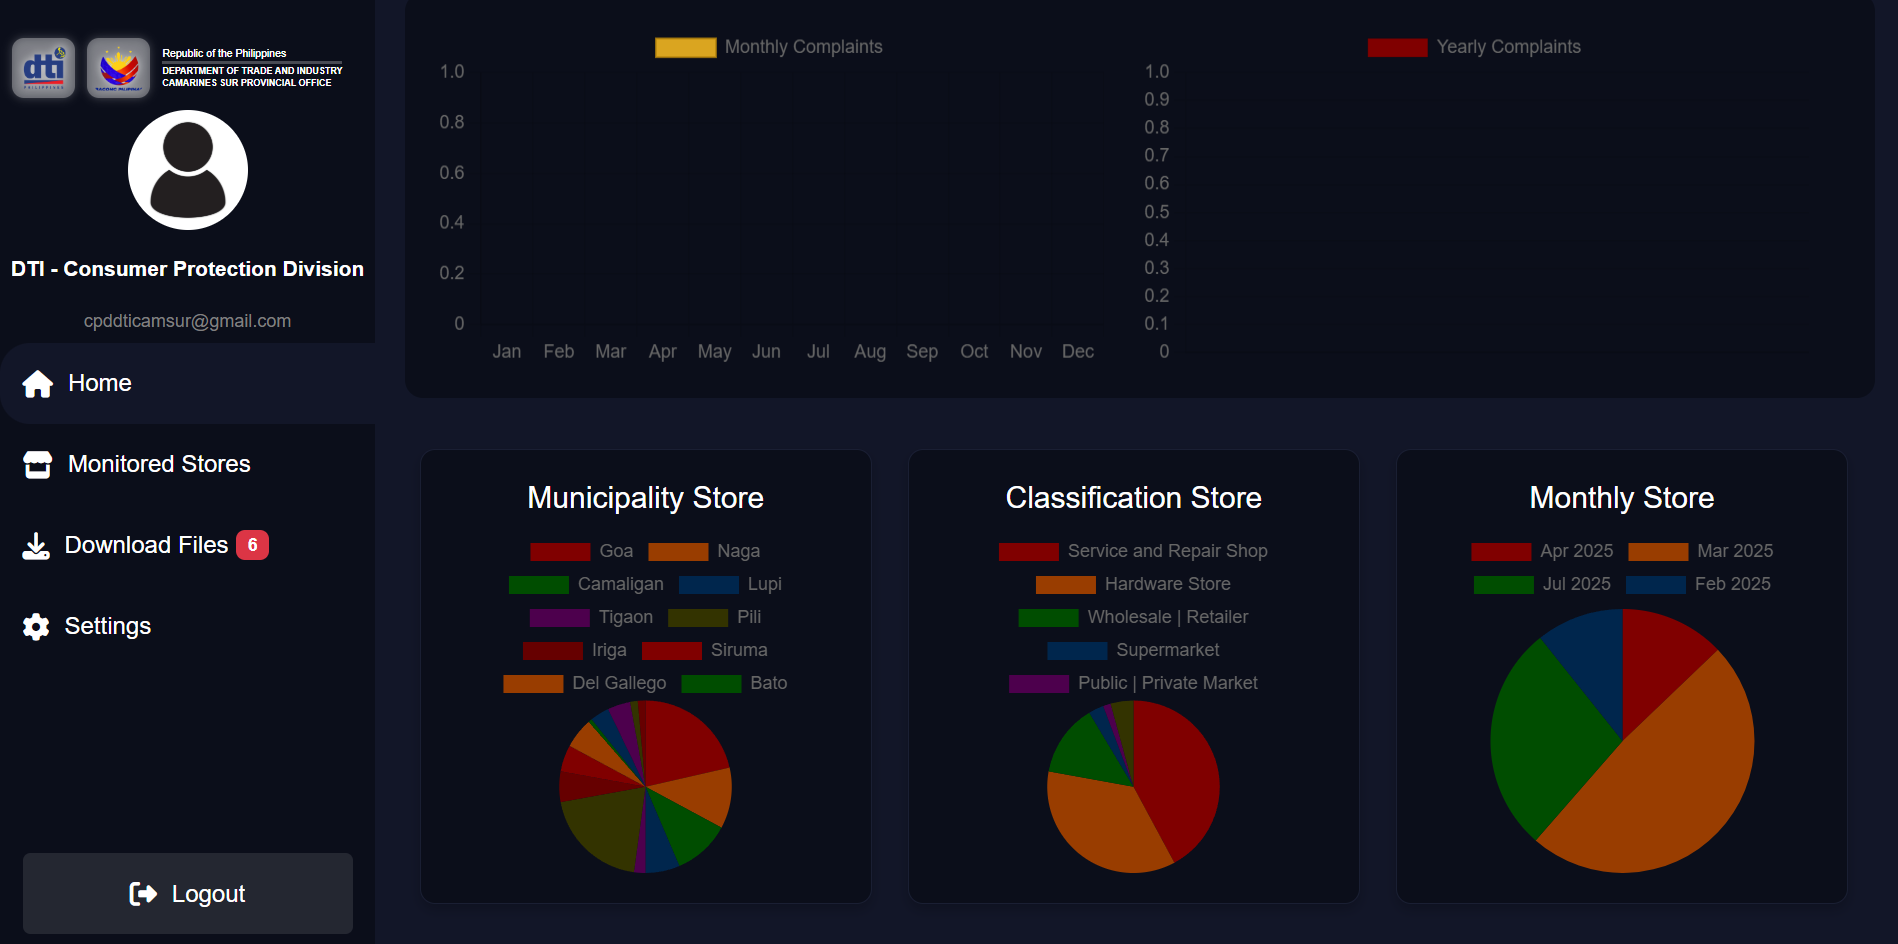 dti
PHILIPPINES
BAGONG PILIPINAS
Republic of the Philippines
DEPARTMENT OF TRADE AND INDUSTRY
CAMARINES SUR PROVINCIAL OFFICE
DTI - Consumer Protection Division
cpddticamsur@gmail.com
Home
Monitored Stores
Download Files 6
Settings
Logout
Monthly Complaints
1.0
0.8
0.6
0.4
0.2
0
Jan Feb Mar Apr May Jun Jul Aug Sep Oct Nov Dec
Yearly Complaints
1.0
0.9
0.8
0.7
0.6
0.5
0.4
0.3
0.2
0.1
0
Municipality Store
Goa Naga
Camaligan Lupi
Tigaon Pili
Iriga Siruma
Del Gallego Bato
Classification Store
Service and Repair Shop
Hardware Store
Wholesale | Retailer
Supermarket
Public | Private Market
Monthly Store
Apr 2025 Mar 2025
Jul 2025 Feb 2025